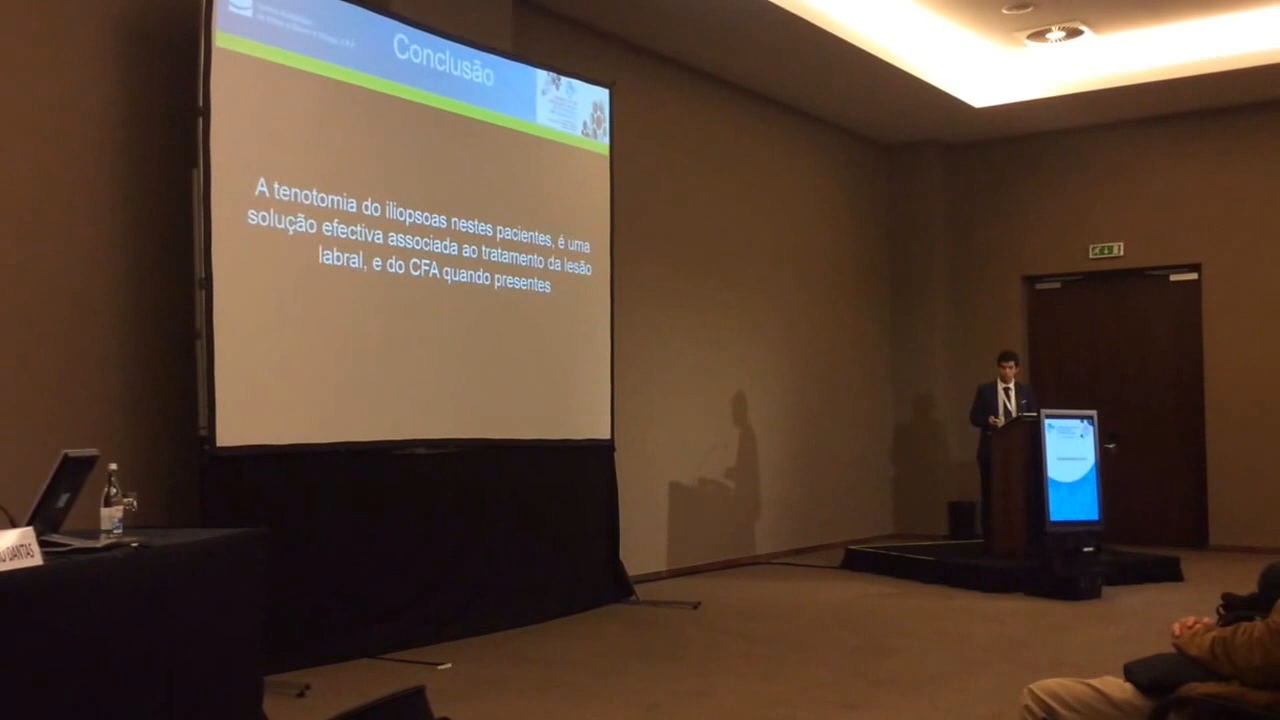 Conclusão
A tenotomia do iliopsoas nestes pacientes, é uma
solução efectiva associada ao tratamento da lesão
labral, e do CFA quando presentes
DANTAS